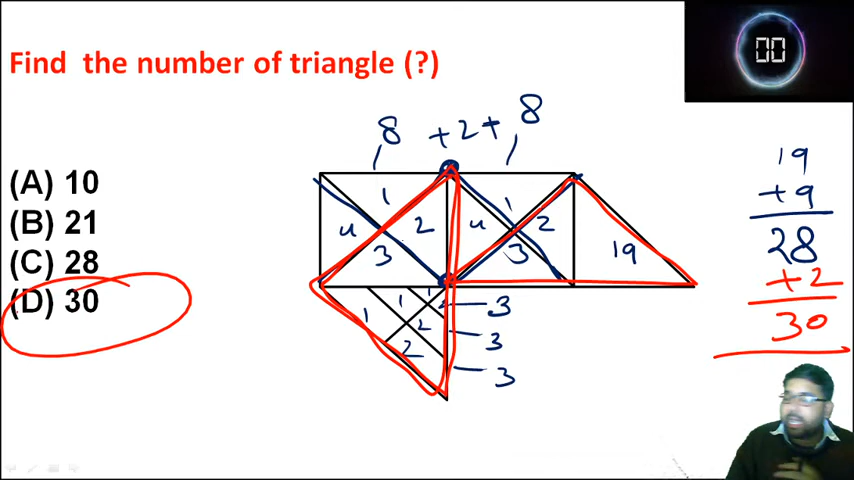 00
Find the number of triangle (?)
8 +2+ 8
(A) 10
(B) 21
(C) 28
(D) 30
1
4 2
3
1
4 2
3
19
1 1 1 2 3
2 3
2 3
19
+9
28
+2
30